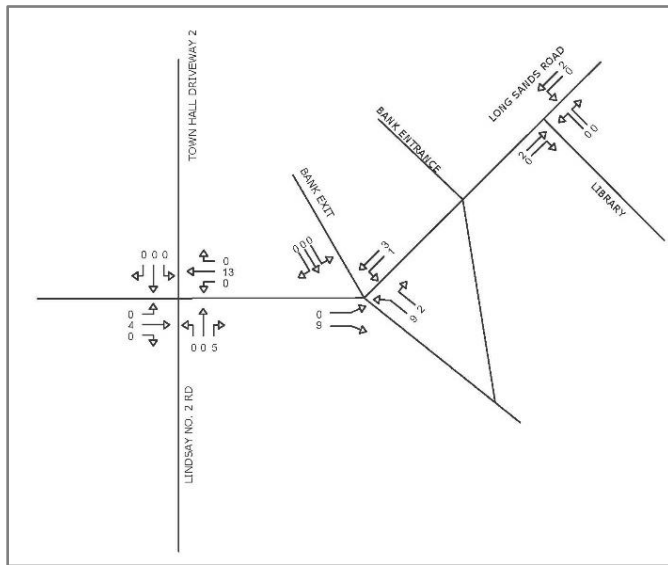 TOWN HALL DRIVEWAY 2
LONG SANDS ROAD
BANK ENTRANCE
BANK EXIT
LIBRARY
LINDSAY NO. 2 RD
2 0
0 0
2 0
0 0 0
0
13
0
0
4
0
0 0 5
0 0 0
3
1
2
9
0
9